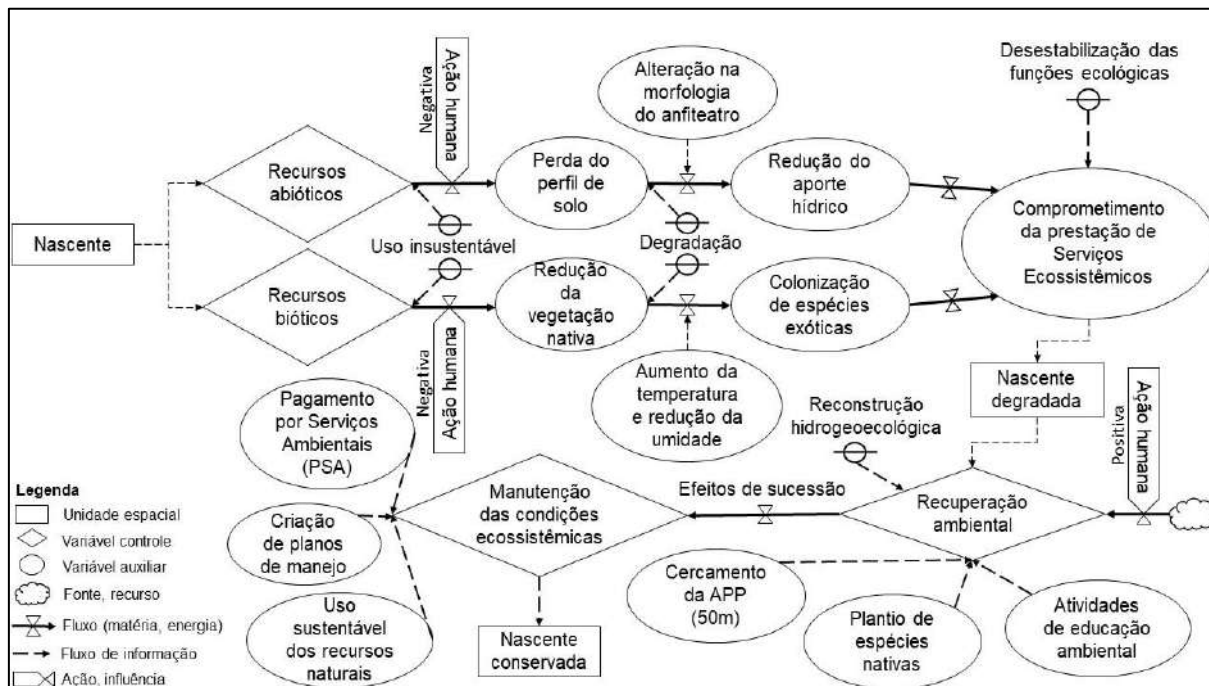 Nascente
Recursos
abióticos
Recursos
bióticos
Negativa
Ação humana
Uso insustentável
Negativa
Ação humana
Perda do
perfil de
solo
Redução
da
vegetação
nativa
Alteração na
morfologia
do anfiteatro
Degradação
Aumento da
temperatura
e redução da
umidade
Redução do
aporte
hídrico
Colonização
de espécies
exóticas
Desestabilização das
funções ecológicas
Comprometimento
da prestação de
Serviços
Ecossistêmicos
Nascente
degradada
Positiva
Ação humana
Reconstrução
hidrogeoecológica
Recuperação
ambiental
Efeitos de sucessão
Cercamento
da APP
(50m)
Plantio de
espécies
nativas
Atividades
de educação
ambiental
Manutenção
das condições
ecossistêmicas
Nascente
conservada
Pagamento
por Serviços
Ambientais
(PSA)
Criação
de planos
de manejo
Uso
sustentável
dos recursos
naturais
Legenda
Unidade espacial
Variável controle
Variável auxiliar
Fonte, recurso
Fluxo (matéria, energia)
Fluxo de informação
Ação, influência